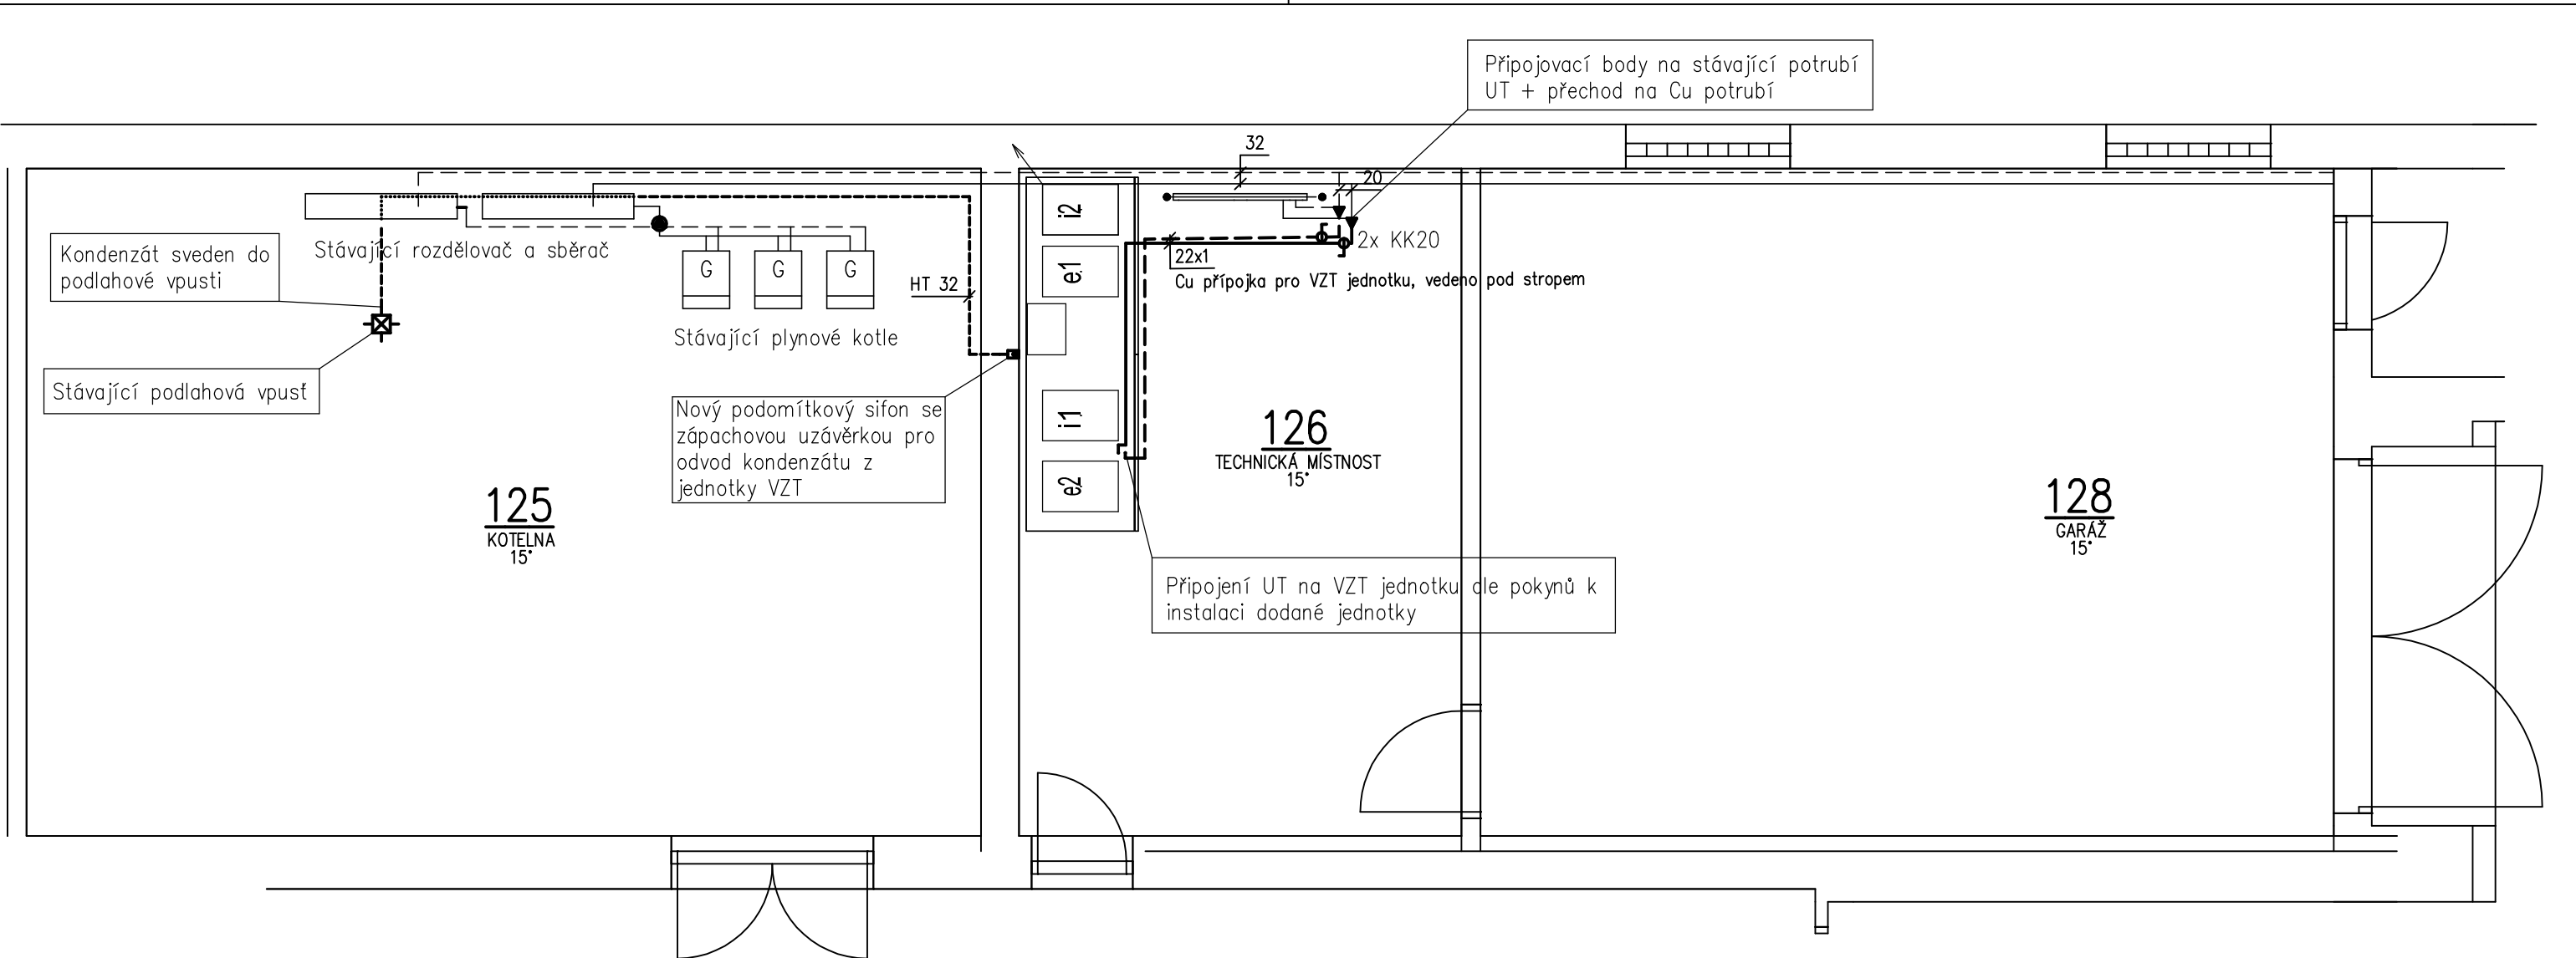 Připojovací body na stávající potrubí
UT + přechod na Cu potrubí
32
20
i2
e1
i1
e2
Kondenzát sveden do
podlahové vpusti
Stávající rozdělovač a sběrač
G
G
G
HT 32
2x KK20
22x1
Cu přípojka pro VZT jednotku, vedeno pod stropem
Stávající plynové kotle
Stávající podlahová vpusť
Nový podomítkový sifon se
zápachovou uzávěrkou pro
odvod kondenzátu z
jednotky VZT
125
KOTELNA
15°
126
TECHNICKÁ MÍSTNOST
15°
128
GARÁŽ
15°
Připojení UT na VZT jednotku dle pokynů k
instalaci dodané jednotky